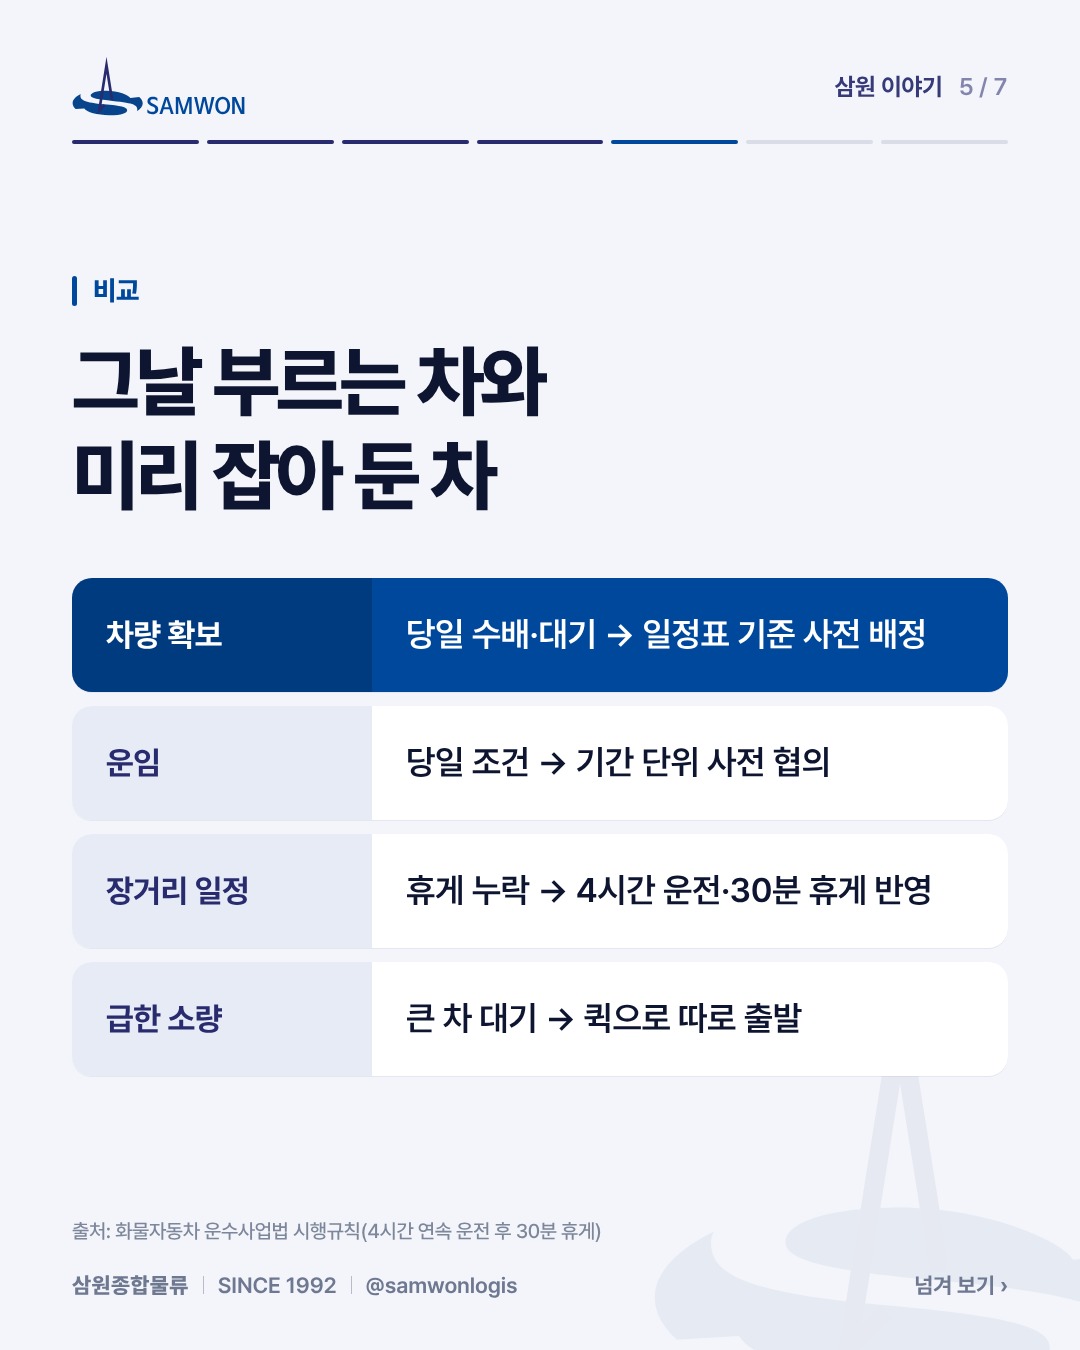 SAMWON
삼원 이야기 5 / 7
비교
그날 부르는 차와
미리 잡아 둔 차
차량 확보
당일 수배·대기 → 일정표 기준 사전 배정
운임
당일 조건 → 기간 단위 사전 협의
장거리 일정
휴게 누락 → 4시간 운전·30분 휴게 반영
급한 소량
큰 차 대기 → 퀵으로 따로 출발
출처: 화물자동차 운수사업법 시행규칙(4시간 연속 운전 후 30분 휴게)
삼원종합물류 | SINCE 1992 | @samwonlogis
넘겨 보기 ›